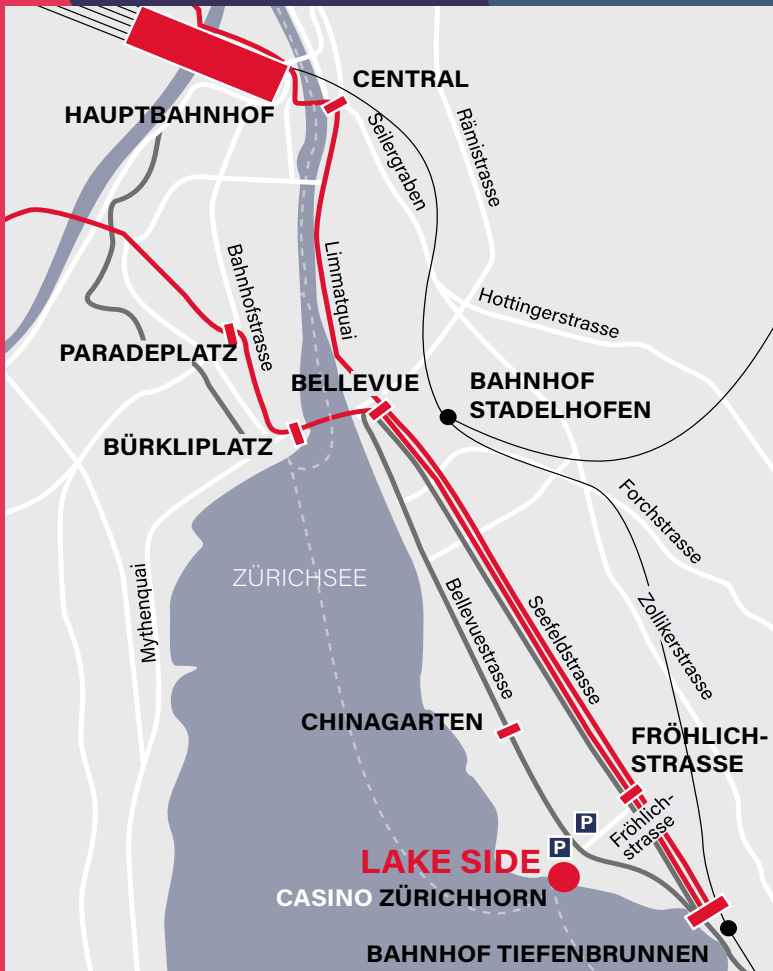 CENTRAL
HAUPTBAHNHOF
Seilergraben
Rämistrasse
Bahnhofstrasse
Limmatquai
Hottingerstrasse
PARADEPLATZ
BELLEVUE
BAHNHOF
STADELHOFEN
BÜRKLIPLATZ
Forchstrasse
ZÜRICHSEE
Mythenquai
Bellevuestrasse
Seefeldstrasse
Zollikerstrasse
CHINAGARTEN
FRÖHLICH-
STRASSE
Fröhlich-
strasse
P
P
LAKE SIDE
CASINO ZÜRICHHORN
BAHNHOF TIEFENBRUNNEN